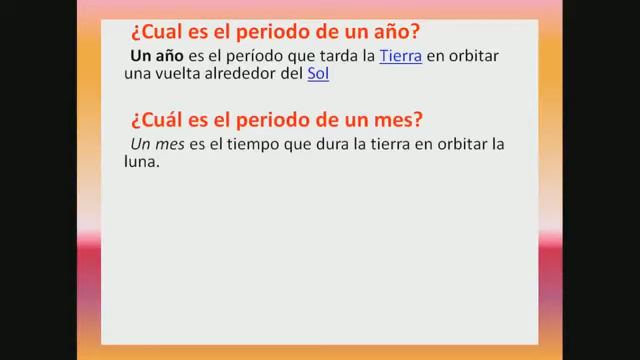 ¿Cual es el periodo de un año?
Un año es el período que tarda la Tierra en orbitar
una vuelta alrededor del Sol
¿Cuál es el periodo de un mes?
Un mes es el tiempo que dura la tierra en orbitar la
luna.